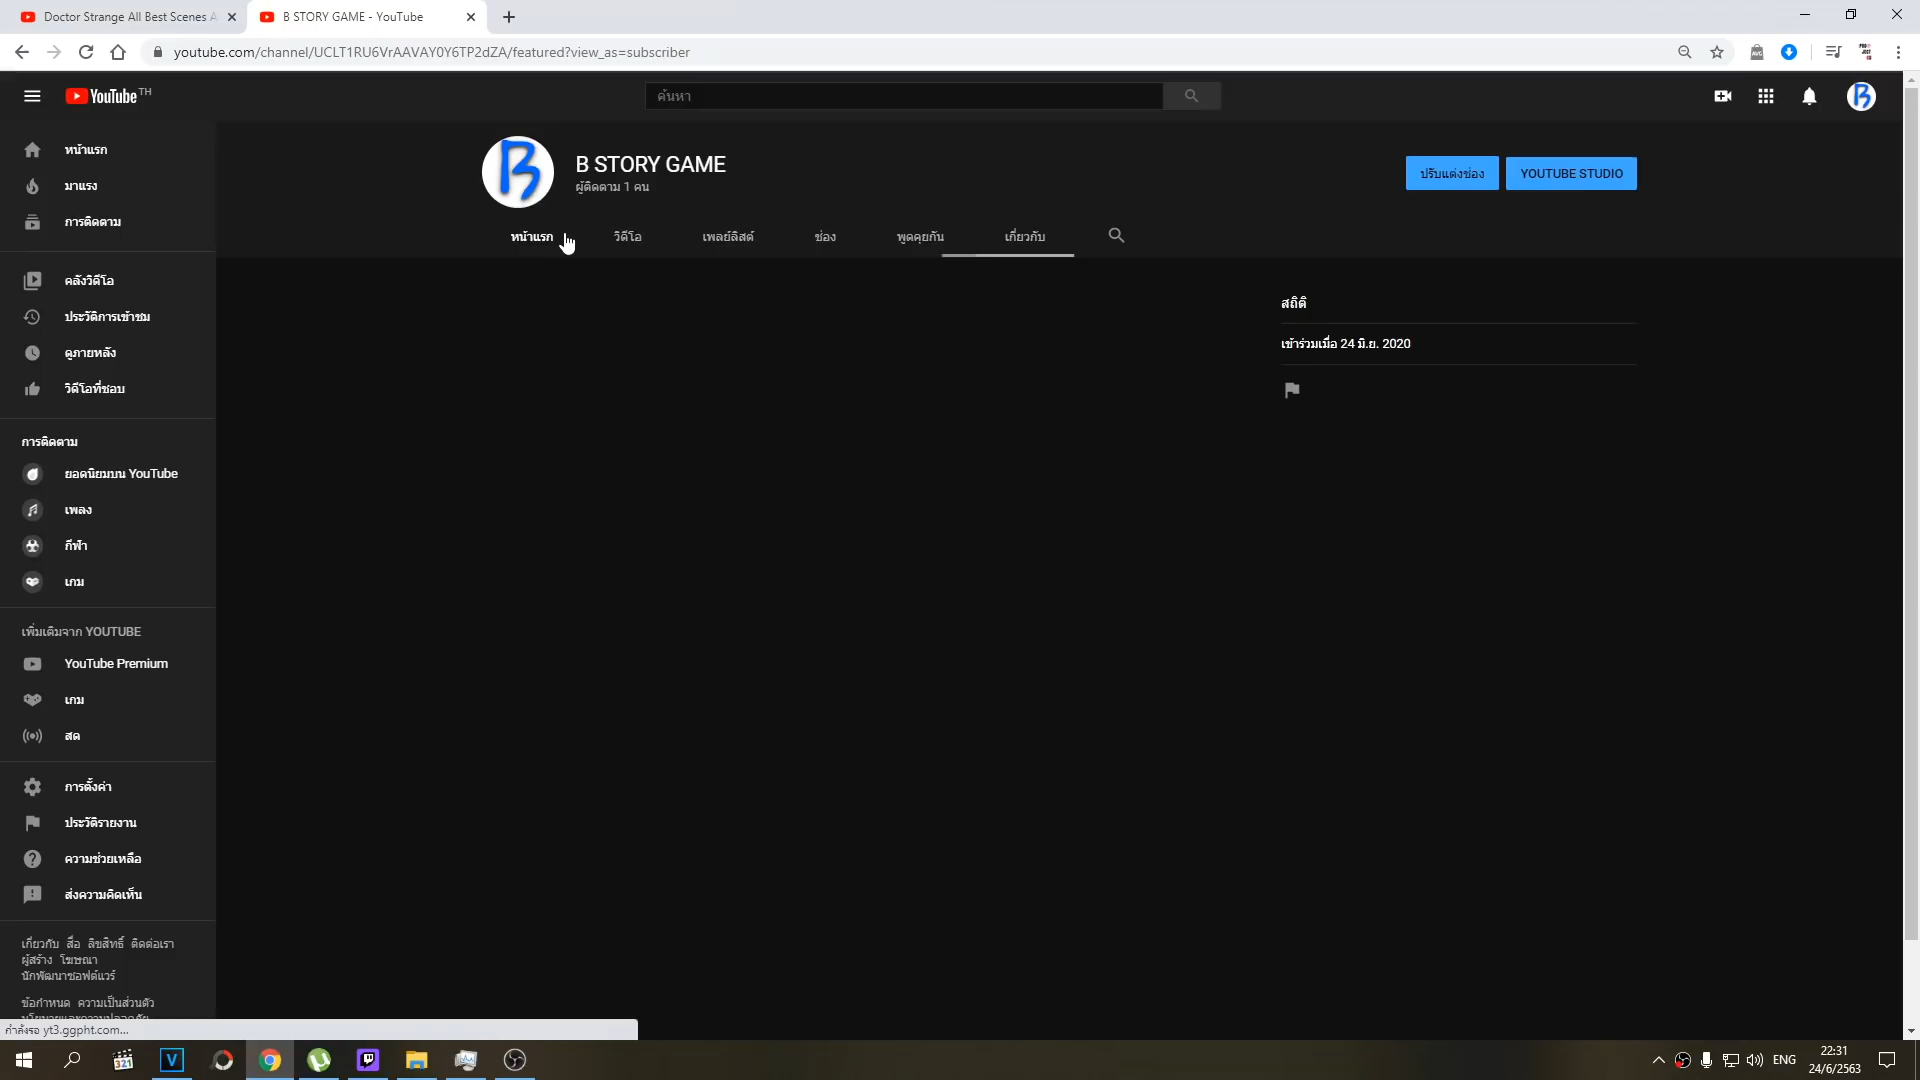 Doctor Strange All Best Scenes A
B STORY GAME - YouTube
youtube.com/channel/UCLT1RU6VrAAVAY0Y6TP2dZA/featured?view_as=subscriber
YouTube TH
ค้นหา
หน้าแรก
มาแรง
การติดตาม
คลังวิดีโอ
ประวัติการเข้าชม
ดูภายหลัง
วิดีโอที่ชอบ
การติดตาม
ยอดนิยมบน YouTube
เพลง
กีฬา
เกม
เพิ่มเติมจาก YOUTUBE
YouTube Premium
เกม
สด
การตั้งค่า
ประวัติรายงาน
ความช่วยเหลือ
ส่งความคิดเห็น
เกี่ยวกับ สื่อ ลิขสิทธิ์ ติดต่อเรา
ผู้สร้าง โฆษณา
นักพัฒนาซอฟต์แวร์
ข้อกำหนด ความเป็นส่วนตัว
กำลังรอ yt3.ggpht.com...
B
B STORY GAME
ผู้ติดตาม 1 คน
ปรับแต่งช่อง
YOUTUBE STUDIO
หน้าแรก
วิดีโอ
เพลย์ลิสต์
ช่อง
พูดคุยกัน
เกี่ยวกับ
สถิติ
เข้าร่วมเมื่อ 24 มิ.ย. 2020
B
321
V
ENG
22:31
24/6/2563